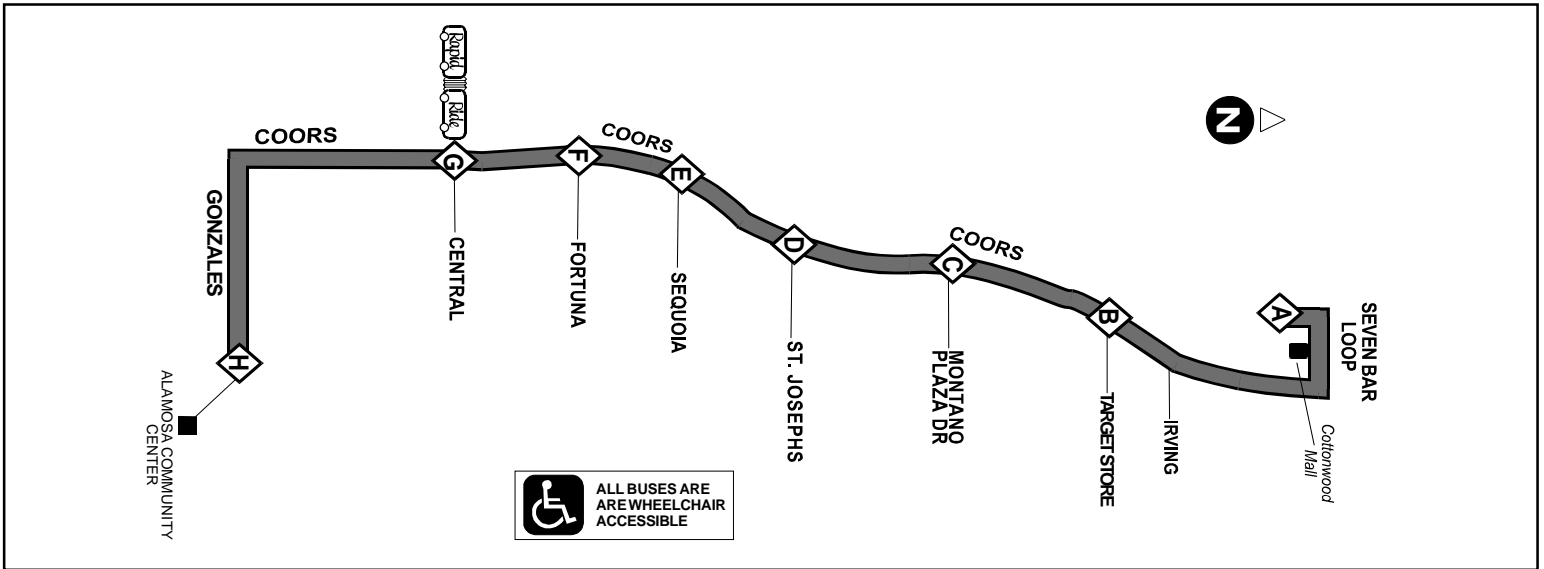 Rapid
Ride
N
COORS
COORS
COORS
GONZALES
A
B
C
D
E
F
G
H
SEVEN BAR
LOOP
Cottonwood
Mall
IRVING
TARGET STORE
MONTANO
PLAZA DR
ST. JOSEPHS
SEQUOIA
FORTUNA
CENTRAL
ALAMOSA COMMUNITY
CENTER
ALL BUSES ARE
ARE WHEELCHAIR
ACCESSIBLE